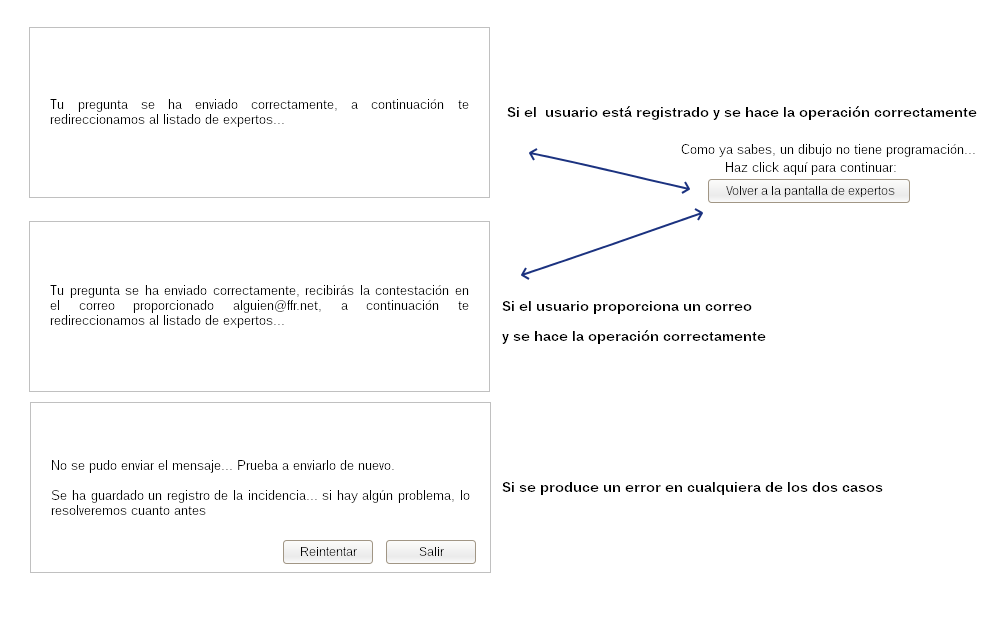 Tu pregunta se ha enviado correctamente, a continuación te
redireccionamos al listado de expertos...
Si el usuario está registrado y se hace la operación correctamente
Como ya sabes, un dibujo no tiene programación...
Haz click aquí para continuar:
Volver a la pantalla de expertos
Tu pregunta se ha enviado correctamente, recibirás la contestación en
el correo proporcionado alguien@ffr.net, a continuación te
redireccionamos al listado de expertos...
Si el usuario proporciona un correo
y se hace la operación correctamente
No se pudo enviar el mensaje... Prueba a enviarlo de nuevo.
Se ha guardado un registro de la incidencia... si hay algún problema, lo
resolveremos cuanto antes
Reintentar
Salir
Si se produce un error en cualquiera de los dos casos